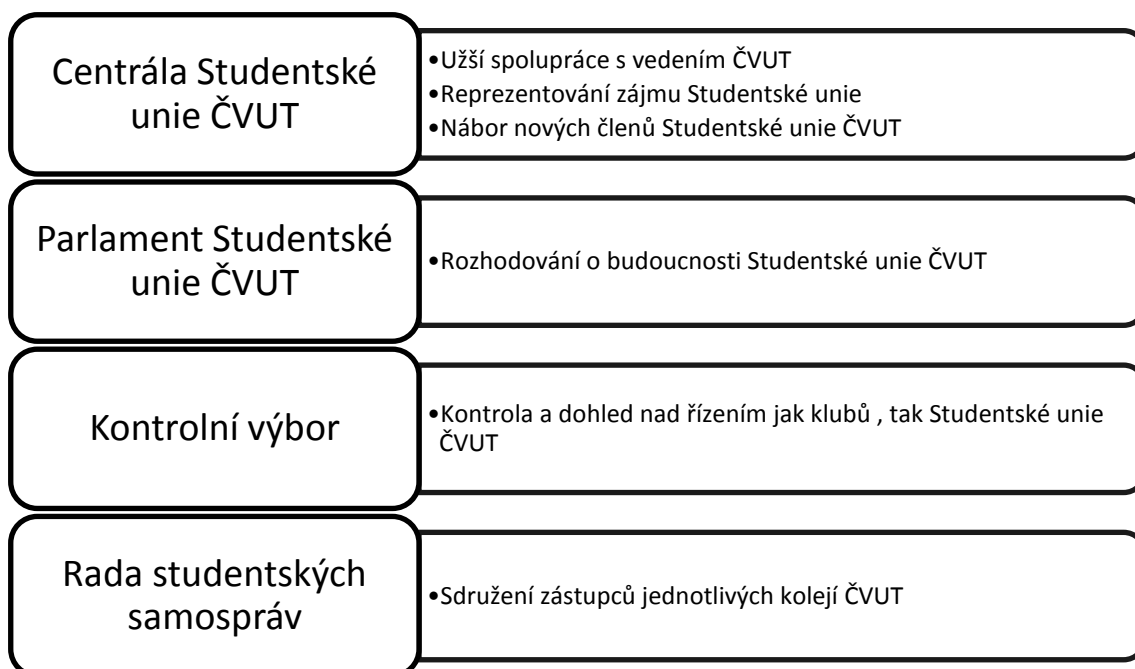 Centrála Studentské
unie ČVUT
•Užší spolupráce s vedením ČVUT
•Reprezentování zájmu Studentské unie
•Nábor nových členů Studentské unie ČVUT
Parlament Studentské
unie ČVUT
•Rozhodování o budoucnosti Studentské unie ČVUT
Kontrolní výbor
•Kontrola a dohled nad řízením jak klubů , tak Studentské unie
ČVUT
Rada studentských
samospráv
•Sdružení zástupců jednotlivých kolejí ČVUT